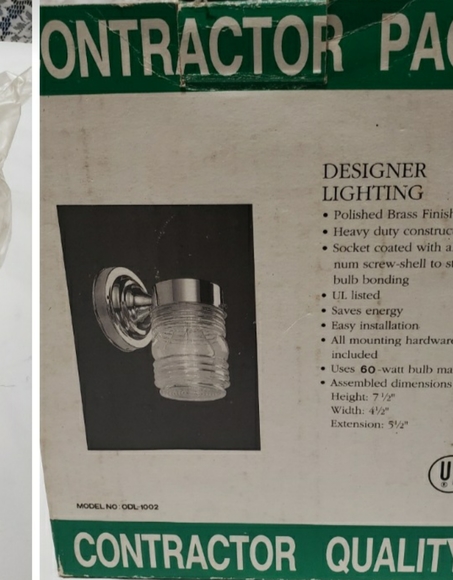 ONTRACTOR PA
DESIGNER
LIGHTING
• Polished Brass Finish
• Heavy duty construc
• Socket coated with a
num screw-shell to st
bulb bonding
• UL listed
• Saves energy
• Easy installation
• All mounting hardware
included
• Uses 60-watt bulb ma
• Assembled dimensions
Height: 7½"
Width: 4½"
Extension: 5½"
U
®
MODEL NO: ODL-1002
CONTRACTOR QUALITY